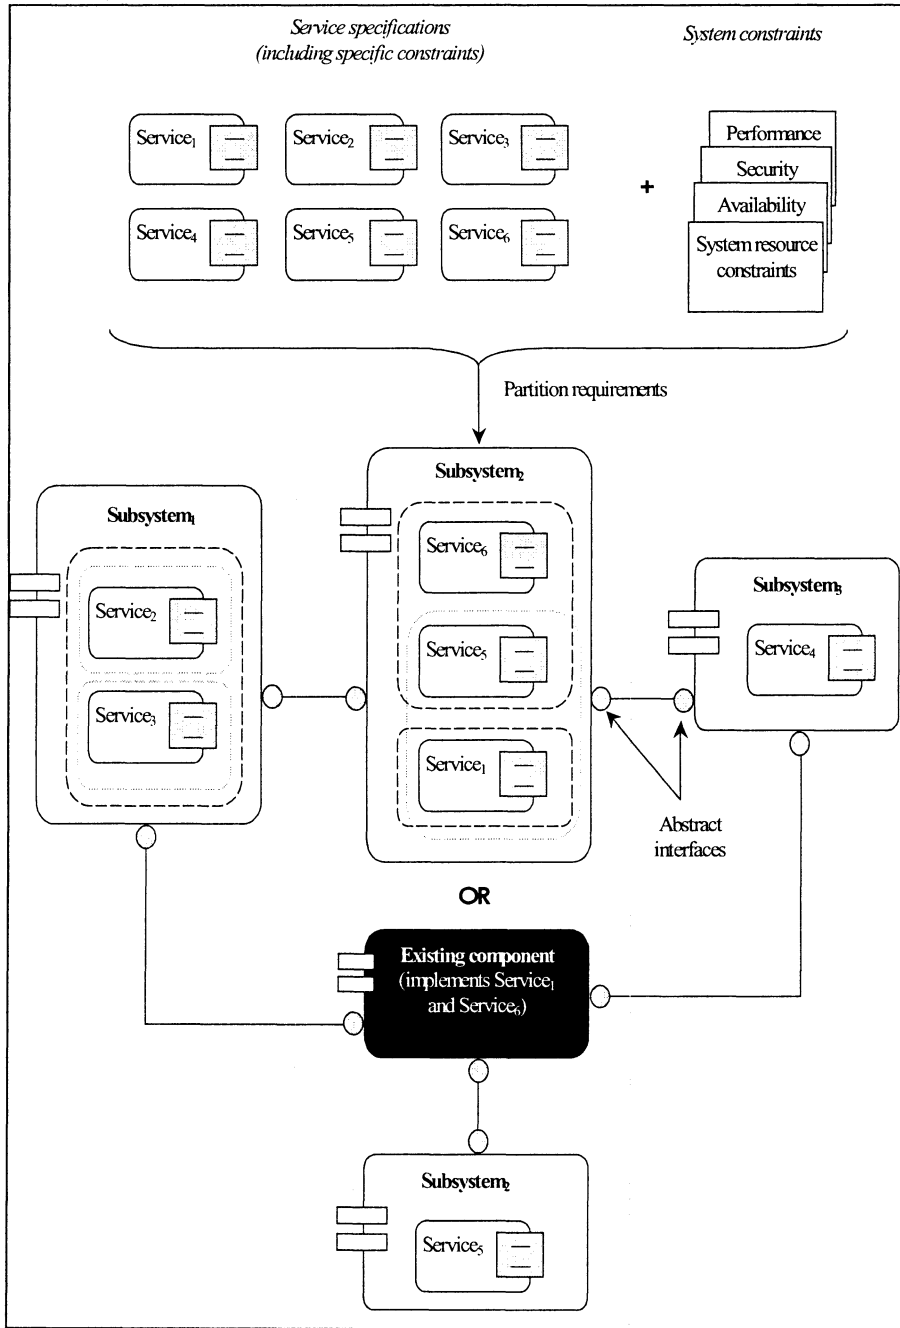 Service specifications
(including specific constraints)
System constraints
Service₁
Service₂
Service₃
Performance
Security
Availability
System resource
constraints
+
Service₄
Service₅
Service₆
Partition requirements
Subsystem₁
Service₂
Service₃
Subsystem₂
Service₆
Service₅
Service₁
Subsystem₃
Service₄
Abstract
interfaces
OR
Existing component
(implements Service₁
and Service₆)
Subsystem₂
Service₅